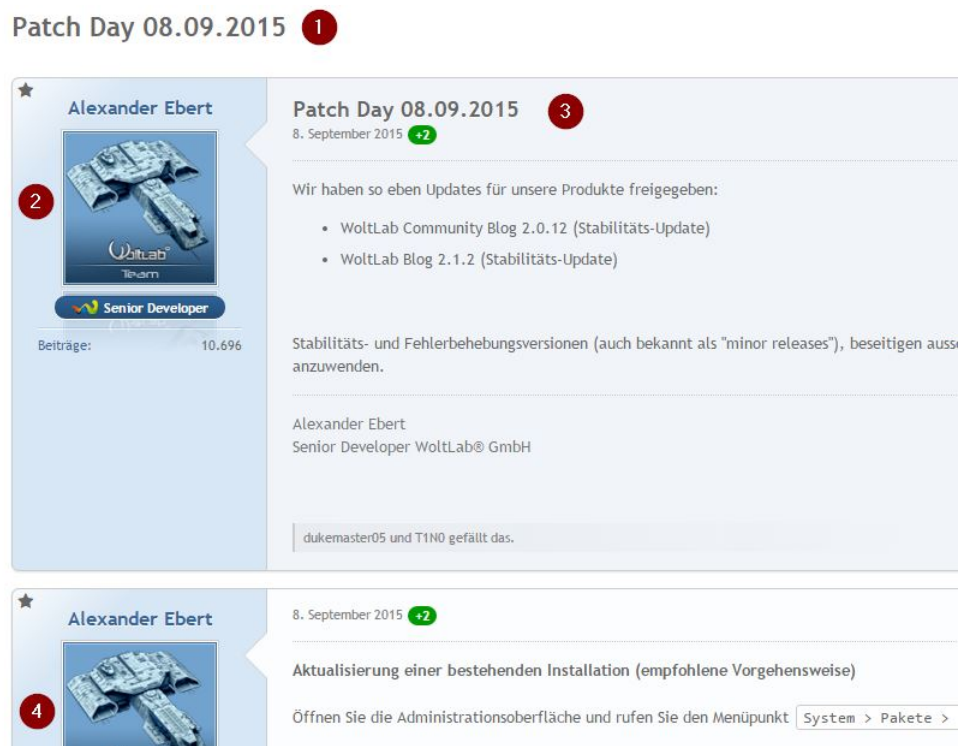 Patch Day 08.09.2015 1
Alexander Ebert
2
WoltLab®
Team
Senior Developer
Beiträge: 10.696
Patch Day 08.09.2015 3
8. September 2015 +2
Wir haben so eben Updates für unsere Produkte freigegeben:
• WoltLab Community Blog 2.0.12 (Stabilitäts-Update)
• WoltLab Blog 2.1.2 (Stabilitäts-Update)
Stabilitäts- und Fehlerbehebungsversionen (auch bekannt als "minor releases"), beseitigen auss
anzuwenden.
Alexander Ebert
Senior Developer WoltLab® GmbH
dukemaster05 und T1N0 gefällt das.
Alexander Ebert
4
8. September 2015 +2
Aktualisierung einer bestehenden Installation (empfohlene Vorgehensweise)
Öffnen Sie die Administrationsoberfläche und rufen Sie den Menüpunkt System > Pakete >